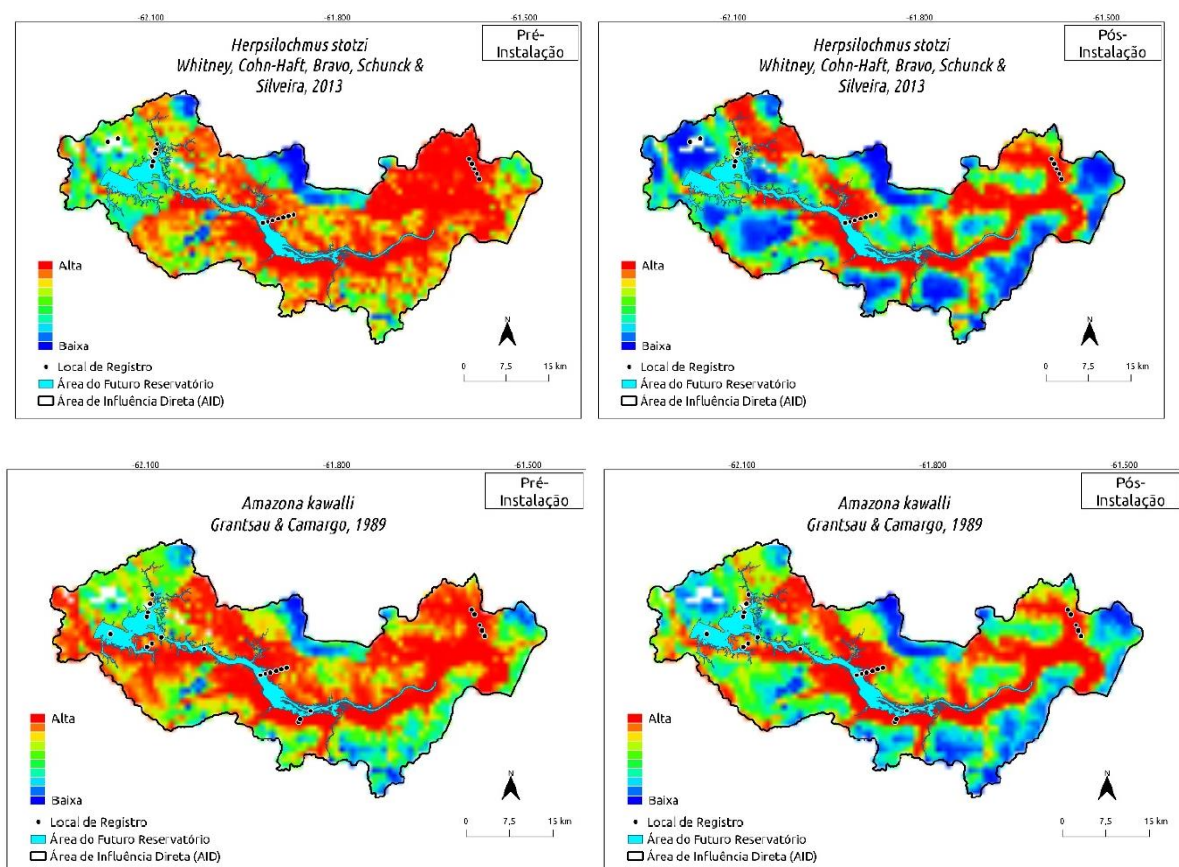 -62.100 -61.800 -61.500
Pré-
Instalação
Herpsilochmus stotzi
Whitney, Cohn-Haft, Bravo, Schunck &
Silveira, 2013
Alta
Baixa
Local de Registro
Área do Futuro Reservatório
Área de Influência Direta (AID)
N
0 7,5 15 km
-62.100 -61.800 -61.500
Pós-
Instalação
Herpsilochmus stotzi
Whitney, Cohn-Haft, Bravo, Schunck &
Silveira, 2013
Alta
Baixa
Local de Registro
Área do Futuro Reservatório
Área de Influência Direta (AID)
N
0 7,5 15 km
-62.100 -61.800 -61.500
Pré-
Instalação
Amazona kawalli
Grantsau & Camargo, 1989
Alta
Baixa
Local de Registro
Área do Futuro Reservatório
Área de Influência Direta (AID)
N
0 7,5 15 km
-62.100 -61.800 -61.500
Pós-
Instalação
Amazona kawalli
Grantsau & Camargo, 1989
Alta
Baixa
Local de Registro
Área do Futuro Reservatório
Área de Influência Direta (AID)
N
0 7,5 15 km